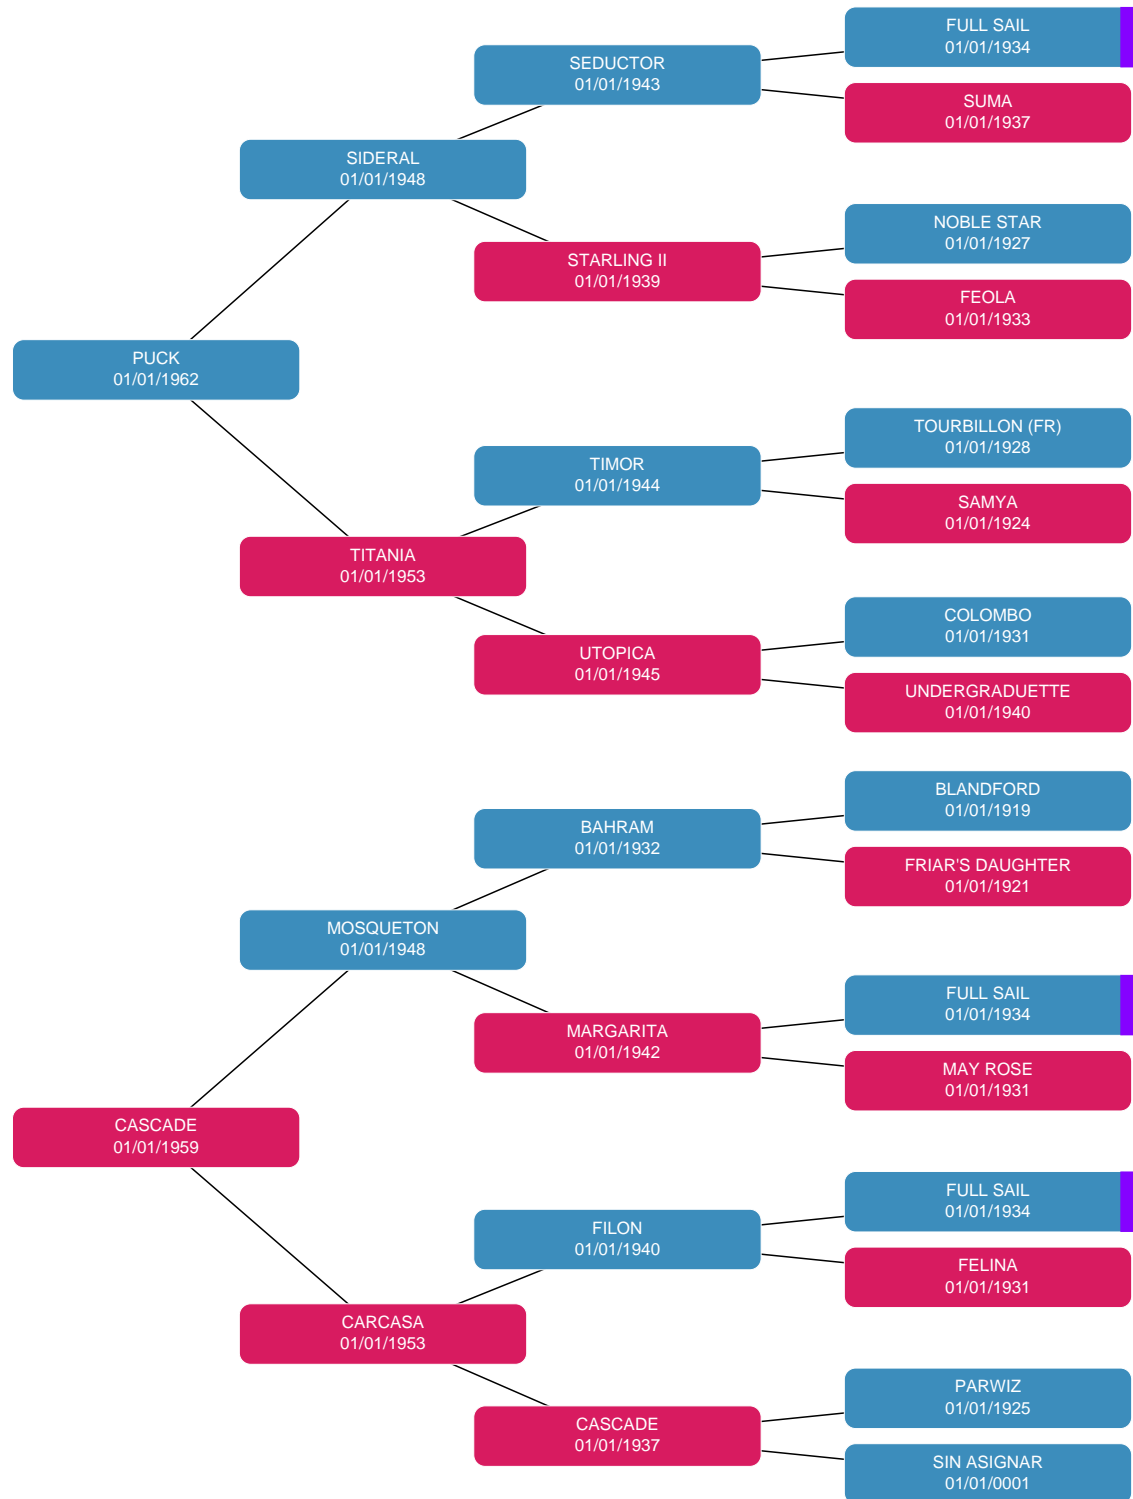 FULL SAIL
01/01/1934
SEDUCTOR
01/01/1943
SUMA
01/01/1937
SIDERAL
01/01/1948
NOBLE STAR
01/01/1927
STARLING II
01/01/1939
FEOLA
01/01/1933
PUCK
01/01/1962
TOURBILLON (FR)
01/01/1928
TIMOR
01/01/1944
SAMYA
01/01/1924
TITANIA
01/01/1953
COLOMBO
01/01/1931
UTOPICA
01/01/1945
UNDERGRADUETTE
01/01/1940
BLANDFORD
01/01/1919
BAHRAM
01/01/1932
FRIAR'S DAUGHTER
01/01/1921
MOSQUETON
01/01/1948
FULL SAIL
01/01/1934
MARGARITA
01/01/1942
MAY ROSE
01/01/1931
CASCADE
01/01/1959
FULL SAIL
01/01/1934
FILON
01/01/1940
FELINA
01/01/1931
CARCASA
01/01/1953
PARWIZ
01/01/1925
CASCADE
01/01/1937
SIN ASIGNAR
01/01/0001